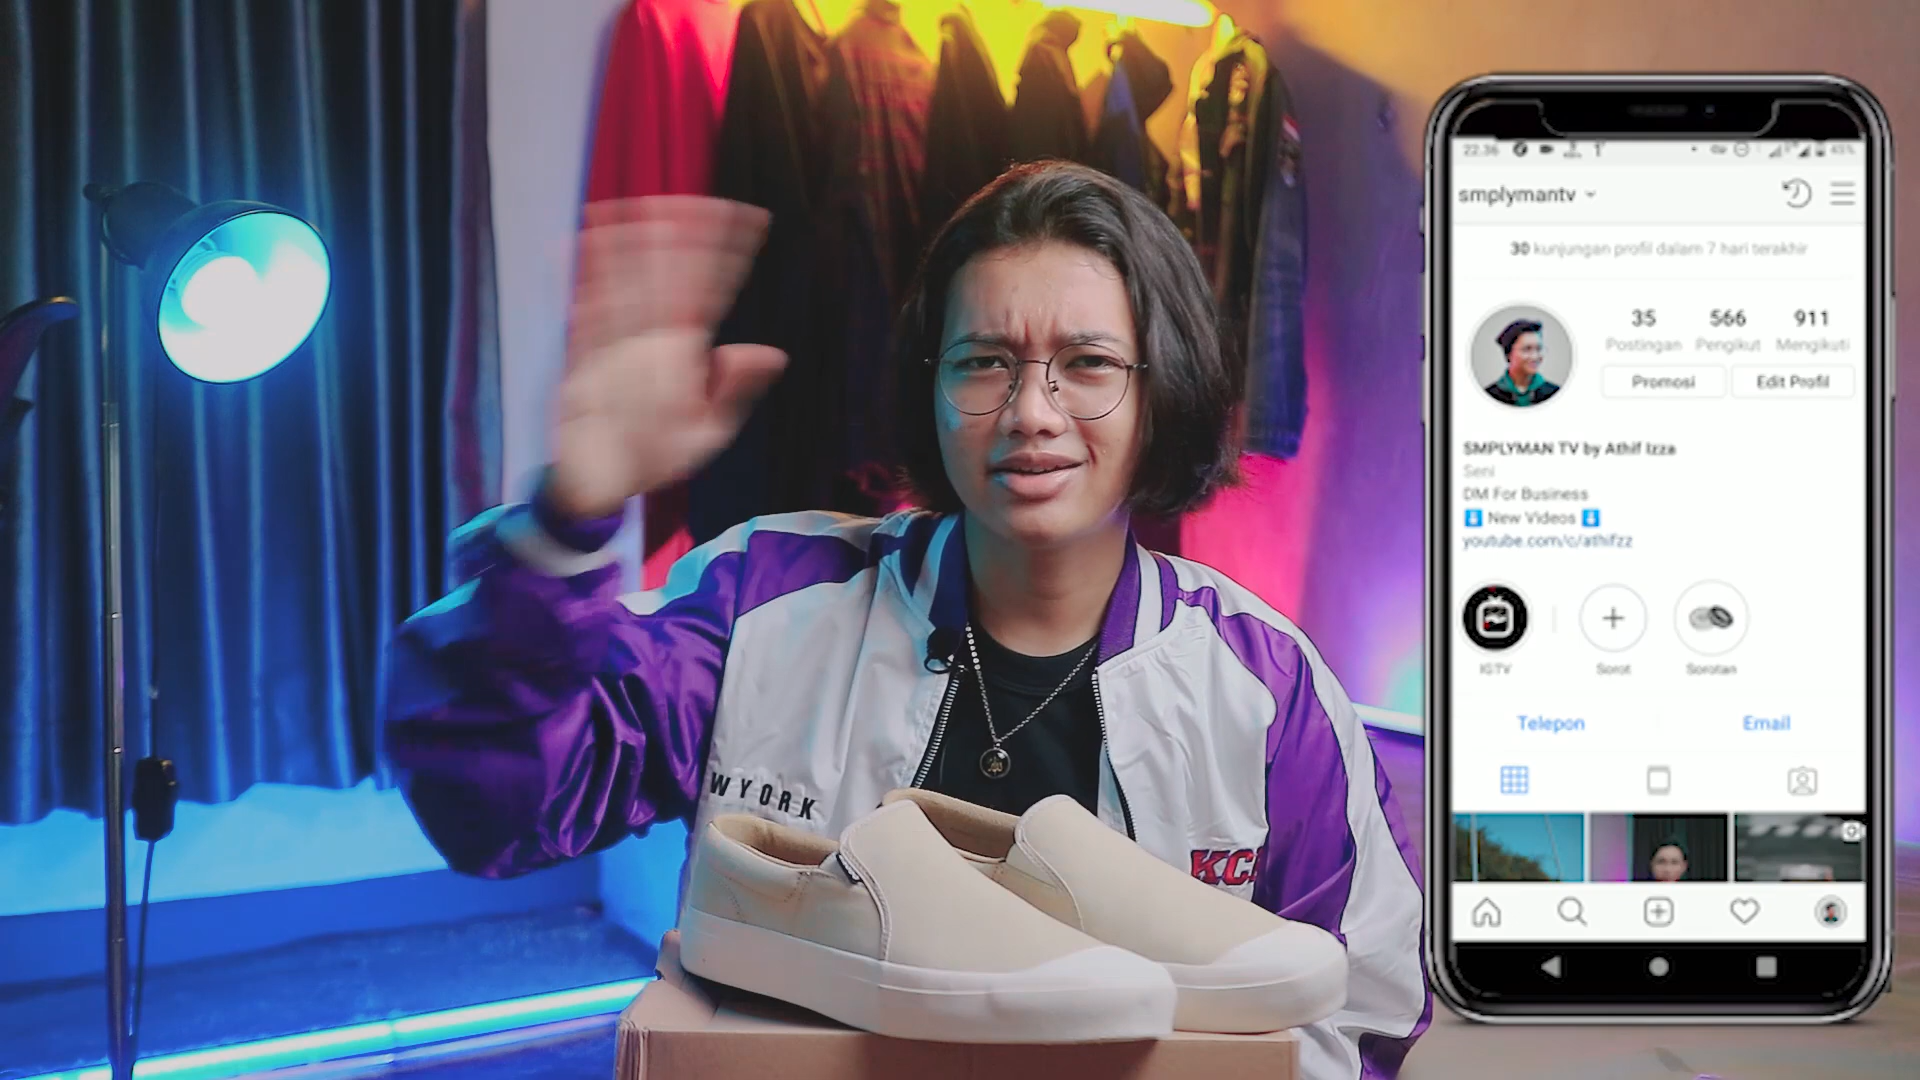 WYORK
KC
22.36
45%
smplymantv
30 kunjungan profil dalam 7 hari terakhir
35 566 911
Postingan Pengikut Mengikuti
Promosi Edit Profil
SMPLYMAN TV by Athif Izza
Seni
DM For Business
New Videos
youtube.com/c/athifzz
IGTV Sorot Sorotan
Telepon Email